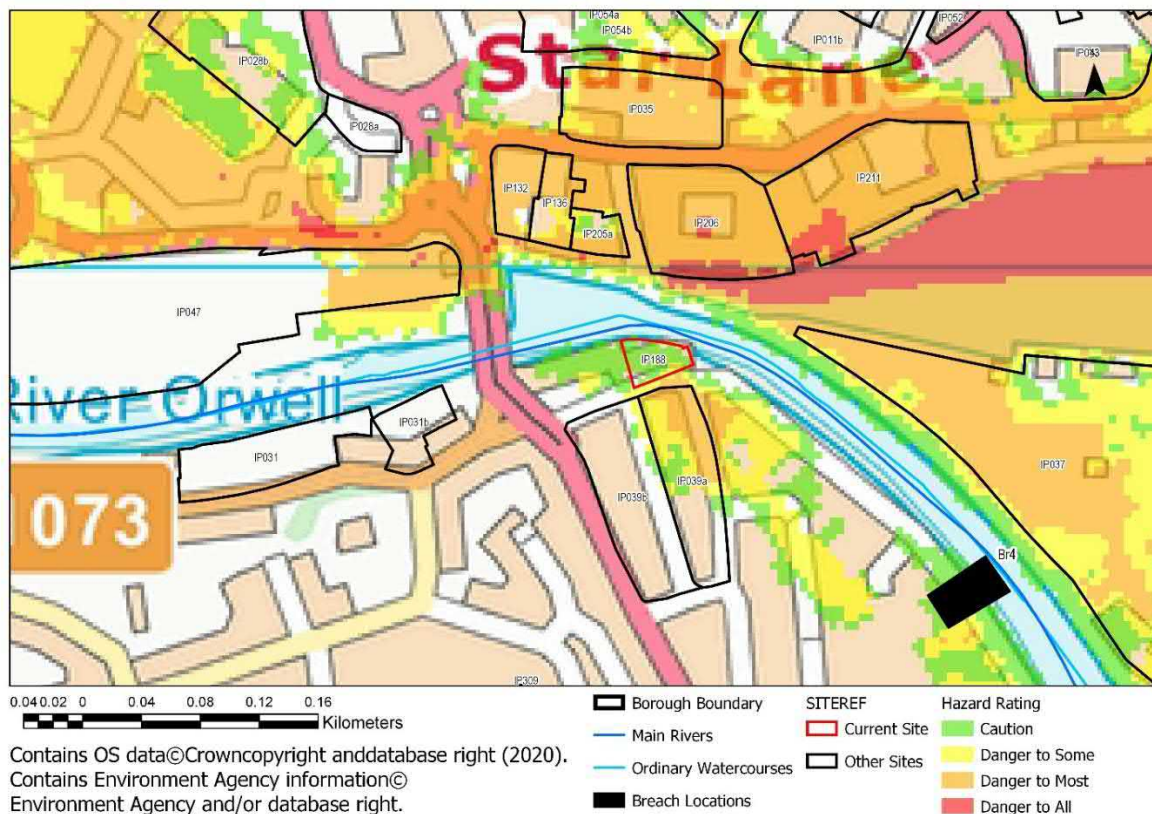 IP054a
IP054b
IP052
IP011b
IP028b
Star Lane
IP043
IP035
IP028a
IP132
IP136
IP211
IP205a
IP206
IP047
IP188
River Orwell
IP031b
IP031
IP039b
IP039a
IP037
1073
Br4
IP309
0.04 0.02 0 0.04 0.08 0.12 0.16
Kilometers
Contains OS data©Crowncopyright anddatabase right (2020).
Contains Environment Agency information©
Environment Agency and/or database right.
Borough Boundary
Main Rivers
Ordinary Watercourses
Breach Locations
SITEREF
Current Site
Other Sites
Hazard Rating
Caution
Danger to Some
Danger to Most
Danger to All